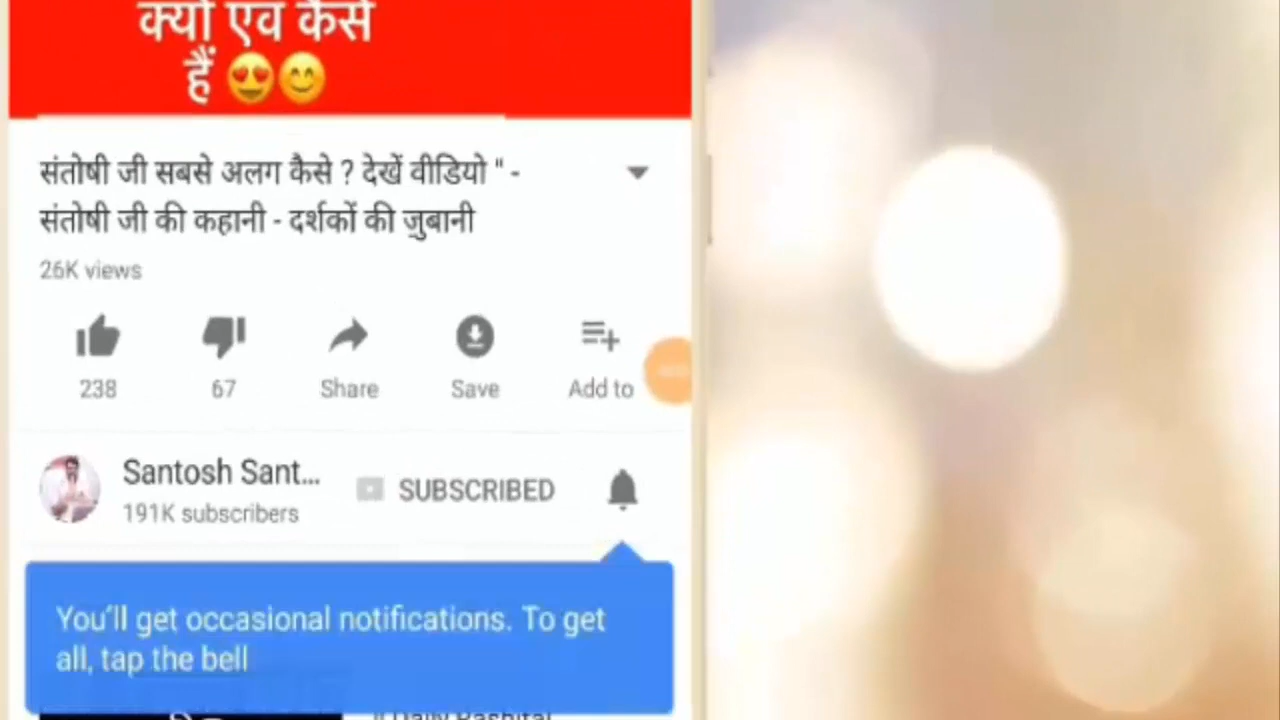 क्यों एवं कैसे
हैं 😍😊
संतोषी जी सबसे अलग कैसे ? देखें वीडियो " -
संतोषी जी की कहानी - दर्शकों की जुबानी
26K views
238
67
Share
Save
Add to
Santosh Sant...
191K subscribers
SUBSCRIBED
You'll get occasional notifications. To get
all, tap the bell